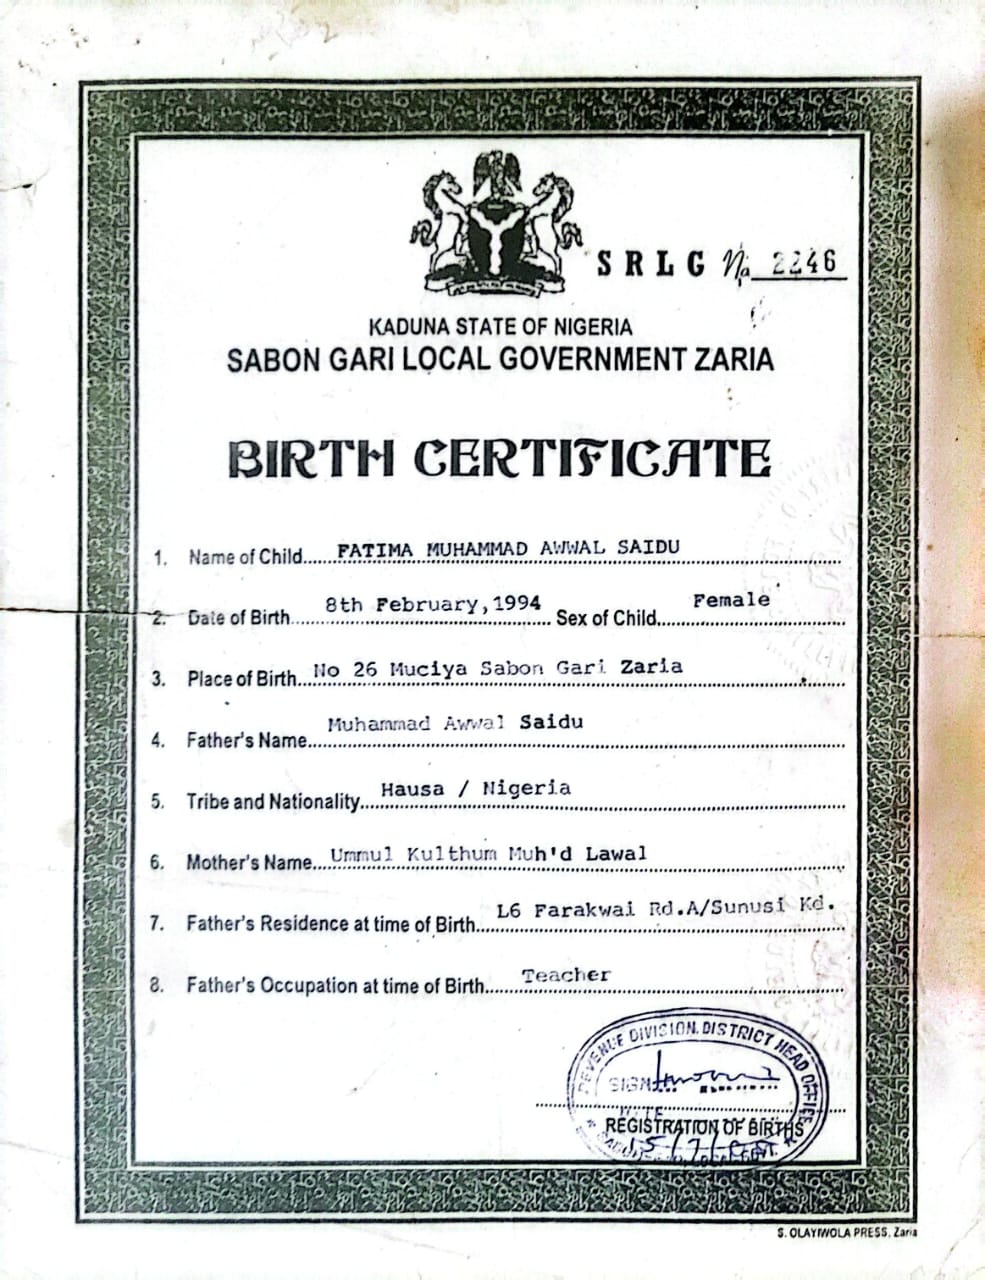 SRLG No 2246
KADUNA STATE OF NIGERIA
SABON GARI LOCAL GOVERNMENT ZARIA
BIRTH CERTIFICATE
1. Name of Child....FATIMA MUHAMMAD AWWAL SAIDU
2. Date of Birth....8th February,1994 Sex of Child....Female
3. Place of Birth....No 26 Muciya Sabon Gari Zaria
4. Father's Name....Muhammad Awwal Saidu
5. Tribe and Nationality....Hausa / Nigeria
6. Mother's Name....Ummul Kulthum Muh'd Lawal
7. Father's Residence at time of Birth....L6 Farakwai Rd.A/Sunusi Kd.
8. Father's Occupation at time of Birth....Teacher
REVENUE DIVISION, DISTRICT HEAD OFFICE
SIGN
REGISTRATION OF BIRTHS
S. OLAYIWOLA PRESS, Zaria